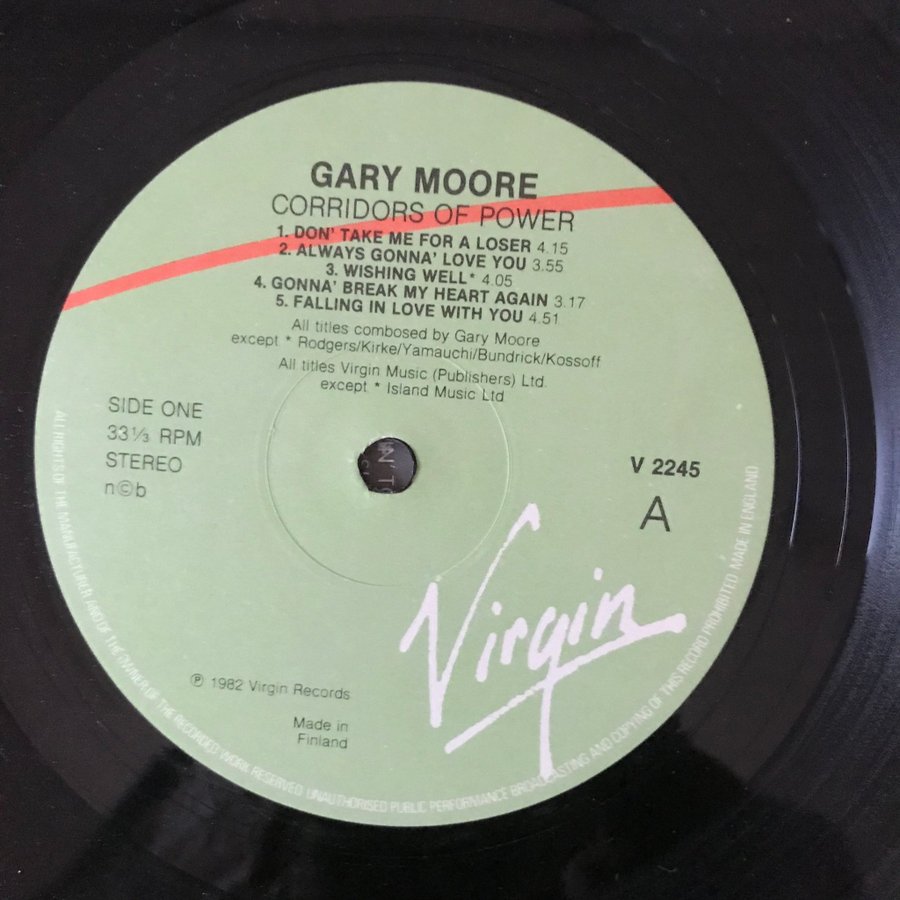 GARY MOORE
CORRIDORS OF POWER
1. DON' TAKE ME FOR A LOSER 4.15
2. ALWAYS GONNA' LOVE YOU 3.55
3. WISHING WELL* 4.05
4. GONNA' BREAK MY HEART AGAIN 3.17
5. FALLING IN LOVE WITH YOU 4.51
All titles combosed by Gary Moore
except * Rodgers/Kirke/Yamauchi/Bundrick/Kossoff
All titles Virgin Music (Publishers) Ltd.
except * Island Music Ltd
SIDE ONE
33⅓ RPM
STEREO
n©b
V 2245
A
Virgin
℗ 1982 Virgin Records
Made in
Finland
ALL RIGHTS OF THE MANUFACTURER AND OF THE OWNER OF THE RECORDED WORK RESERVED UNAUTHORISED PUBLIC PERFORMANCE BROADCASTING AND COPYING OF THIS RECORD PROHIBITED MADE IN ENGLAND